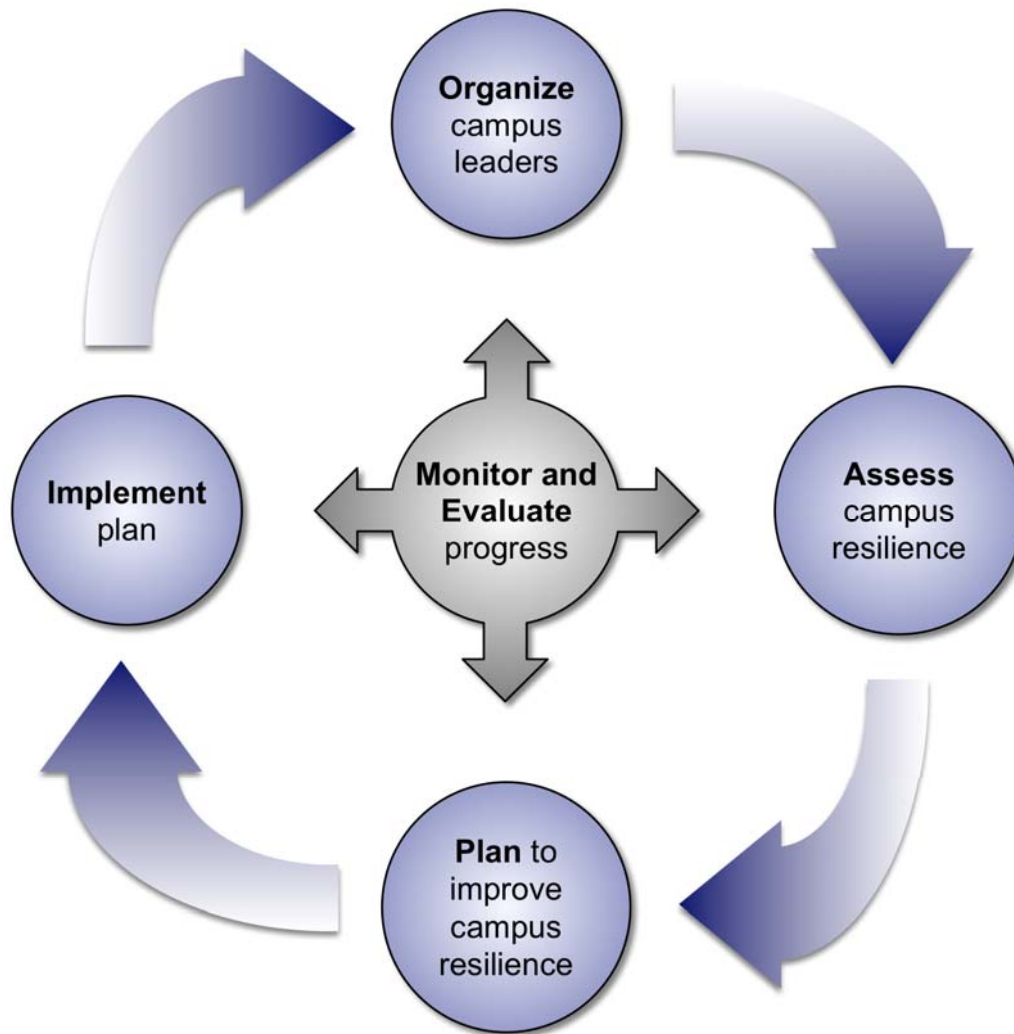 Organize
campus
leaders
Implement
plan
Monitor and
Evaluate
progress
Assess
campus
resilience
Plan to
improve
campus
resilience